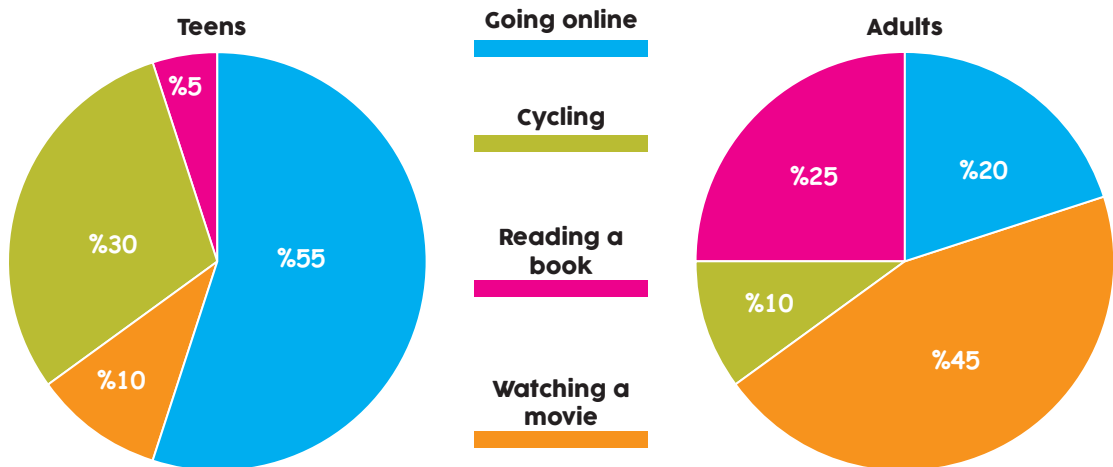 Teens
%5
%30
%55
%10
Going online
Cycling
Reading a
book
Watching a
movie
Adults
%25
%20
%10
%45